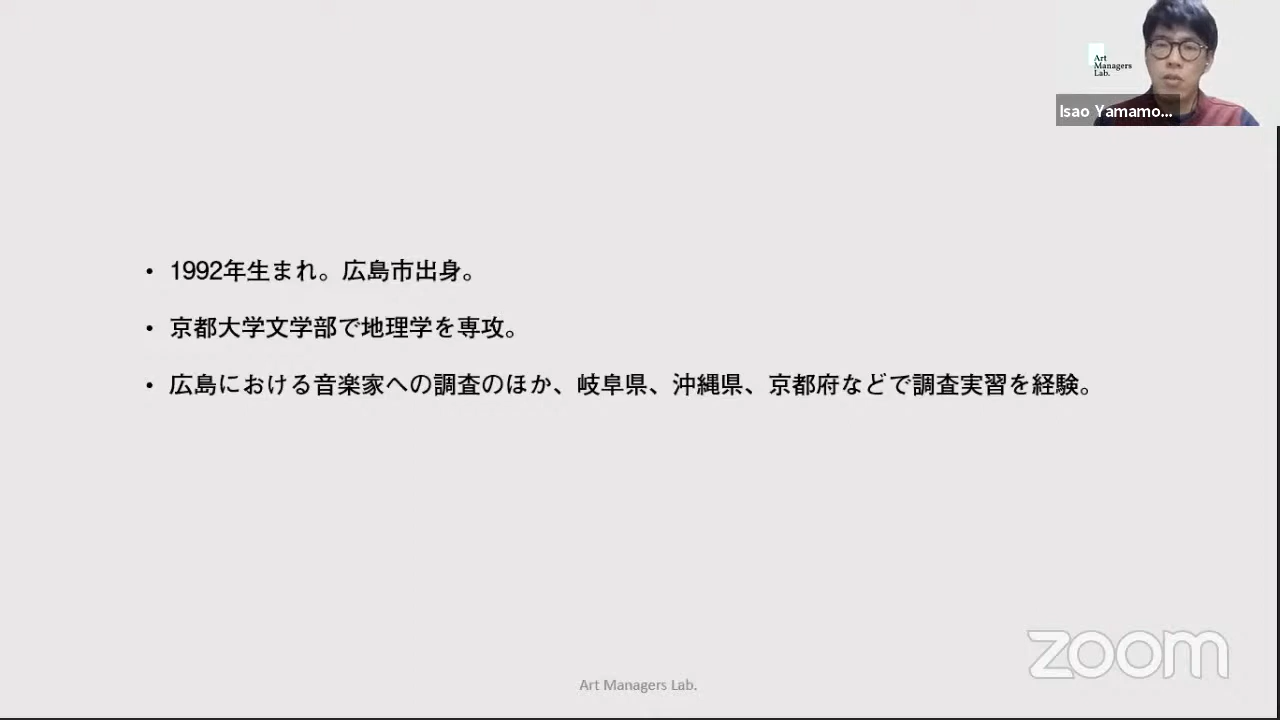 Art
Managers
Lab.
Isao Yamamo...
• 1992年生まれ。広島市出身。
• 京都大学文学部で地理学を専攻。
• 広島における音楽家への調査のほか、岐阜県、沖縄県、京都府などで調査実習を経験。
zoom
Art Managers Lab.